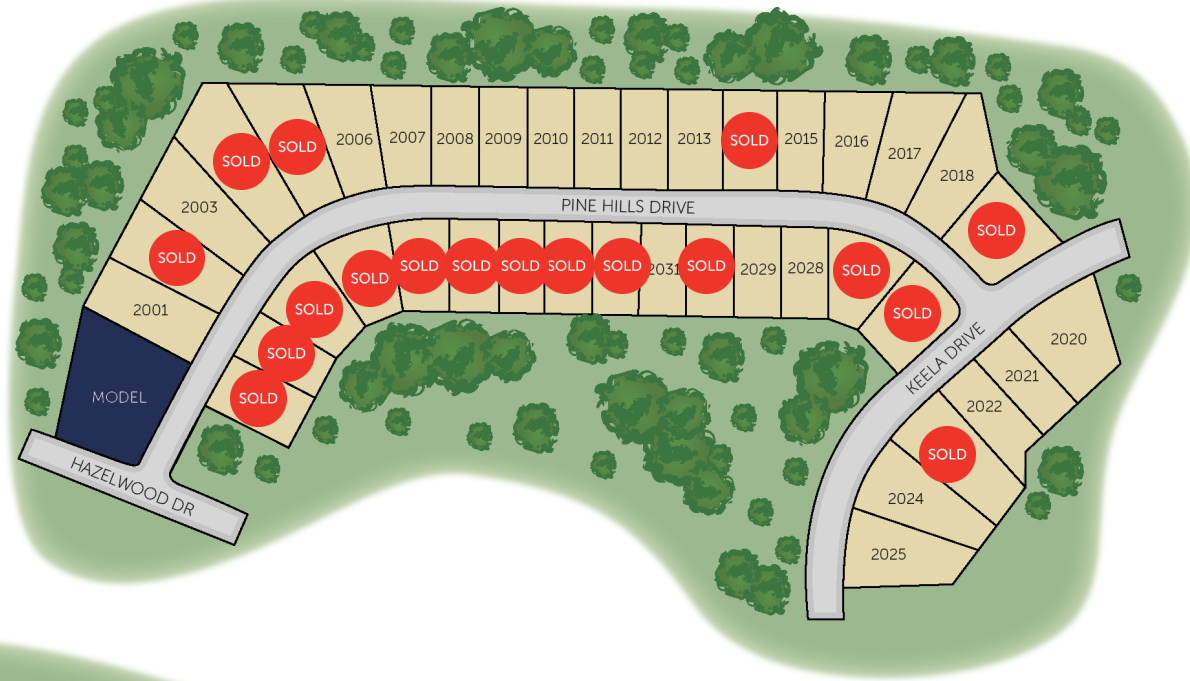 2006
2007
2008
2009
2010
2011
2012
2013
SOLD
2015
2016
2017
2018
SOLD
SOLD
SOLD
2003
SOLD
2001
MODEL
PINE HILLS DRIVE
SOLD
SOLD
SOLD
SOLD
SOLD
SOLD
SOLD
2031
SOLD
2029
2028
SOLD
SOLD
SOLD
SOLD
KEELA DRIVE
2020
2021
2022
SOLD
2024
2025
HAZELWOOD DR